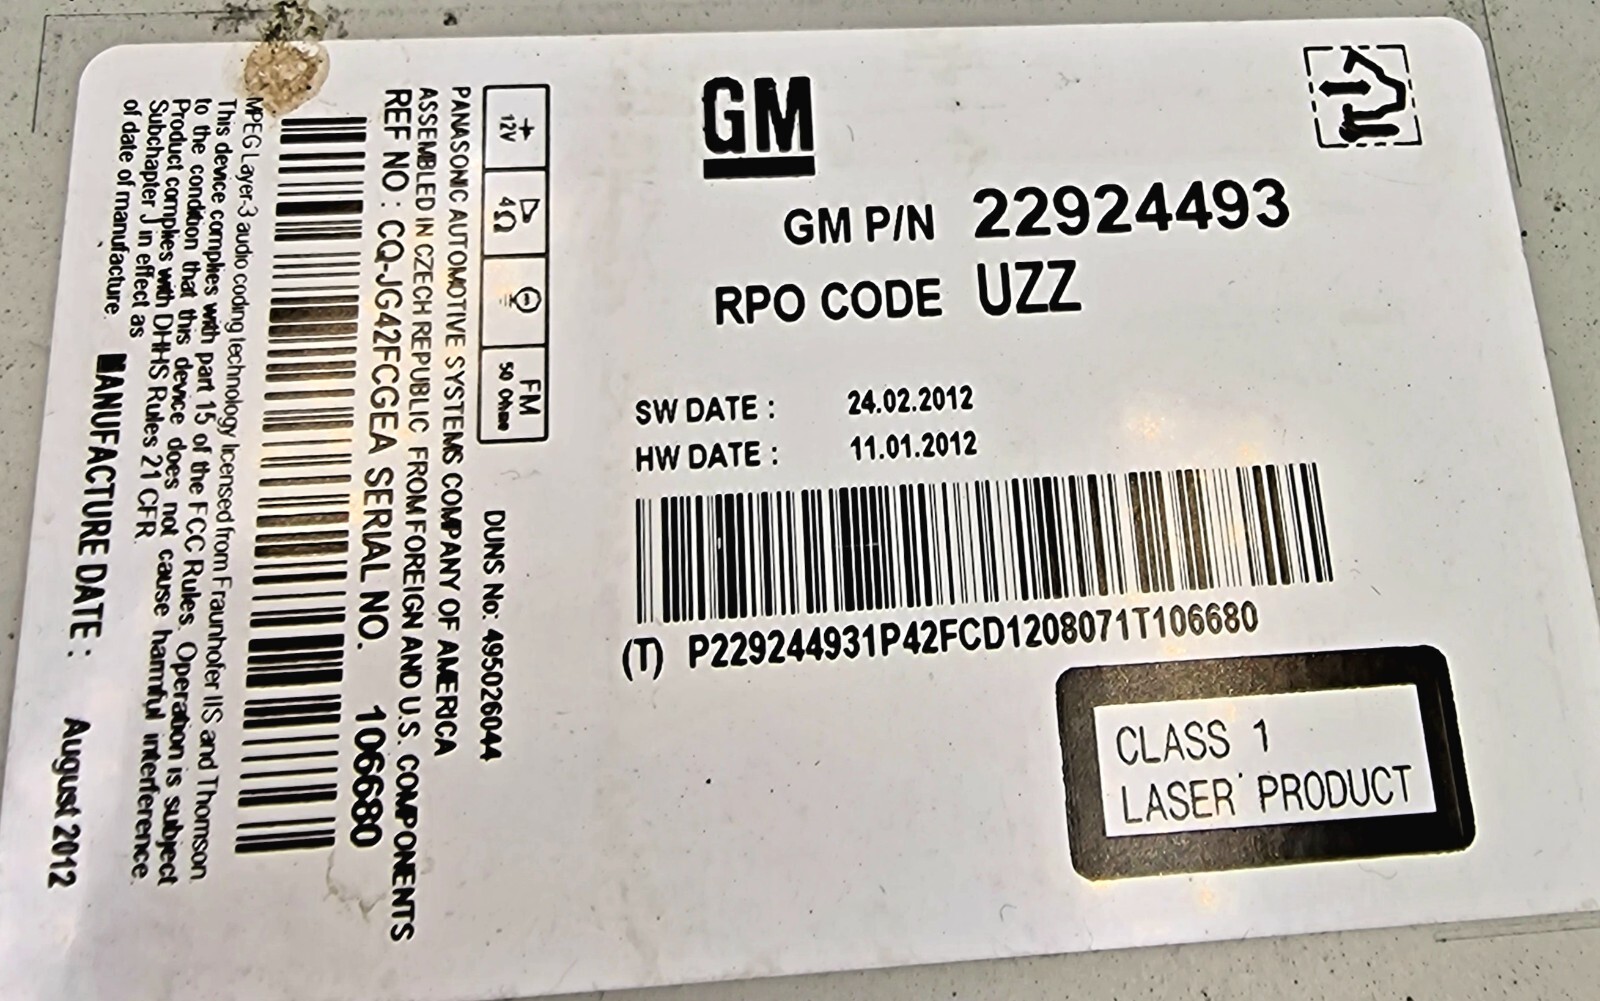 GM
GM P/N 22924493
RPO CODE UZZ
SW DATE : 24.02.2012
HW DATE : 11.01.2012
(T) P229244931P42FCD1208071T106680
CLASS 1
LASER PRODUCT
+ 12V
4Ω
FM 50 Ohms
DUNS No: 495026044
PANASONIC AUTOMOTIVE SYSTEMS COMPANY OF AMERICA
ASSEMBLED IN CZECH REPUBLIC FROM FOREIGN AND U.S. COMPONENTS
REF NO : CQ-JG42FCGEA SERIAL NO. 106680
MPEG Layer-3 audio coding technology licensed from Fraunhofer IIS and Thomson
This device complies with part 15 of the FCC Rules. Operation is subject
to the condition that this device does not cause harmful interference.
Product complies with DHHS Rules 21 CFR.
Subchapter J in effect as
of date of manufacture.
MANUFACTURE DATE : August 2012